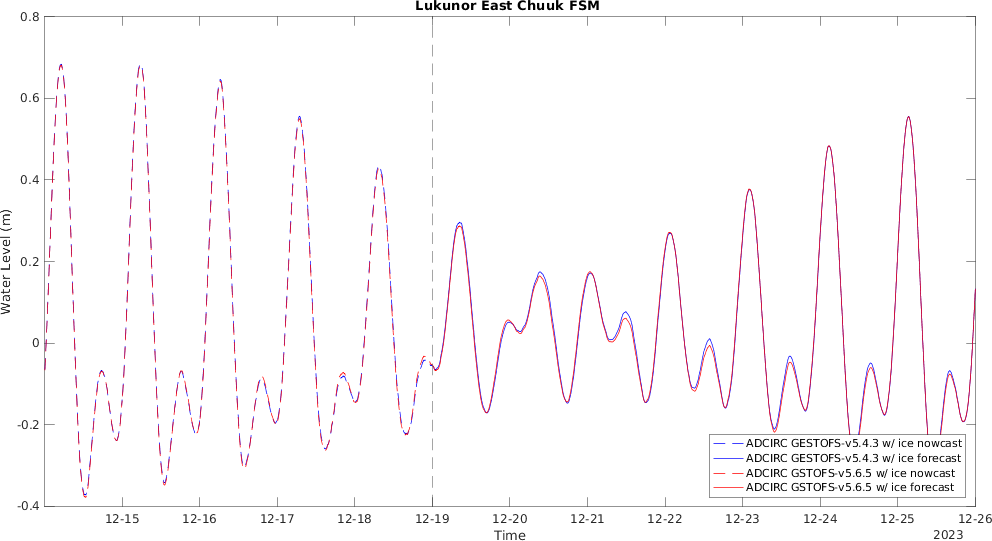 Lukunor East Chuuk FSM
0.8
0.6
0.4
0.2
0
-0.2
-0.4
Water Level (m)
ADCIRC GESTOFS-v5.4.3 w/ ice nowcast
ADCIRC GESTOFS-v5.4.3 w/ ice forecast
ADCIRC GSTOFS-v5.6.5 w/ ice nowcast
ADCIRC GSTOFS-v5.6.5 w/ ice forecast
12-15 12-16 12-17 12-18 12-19 12-20 12-21 12-22 12-23 12-24 12-25 12-26
Time
2023